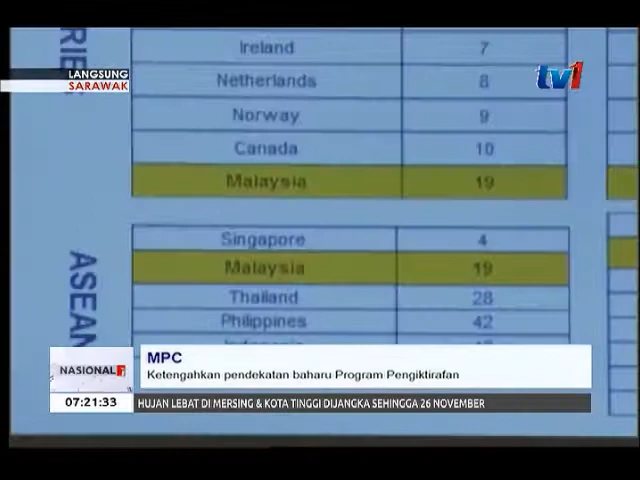 RIE
LANGSUNG
SARAWAK
tv1
Ireland 7
Netherlands 8
Norway 9
Canada 10
Malaysia 19
ASEAN
Singapore 4
Malaysia 19
Thailand 28
Philippines 42
NASIONAL 1
MPC
Ketengahkan pendekatan baharu Program Pengiktirafan
07:21:33
HUJAN LEBAT DI MERSING & KOTA TINGGI DIJANGKA SEHINGGA 26 NOVEMBER